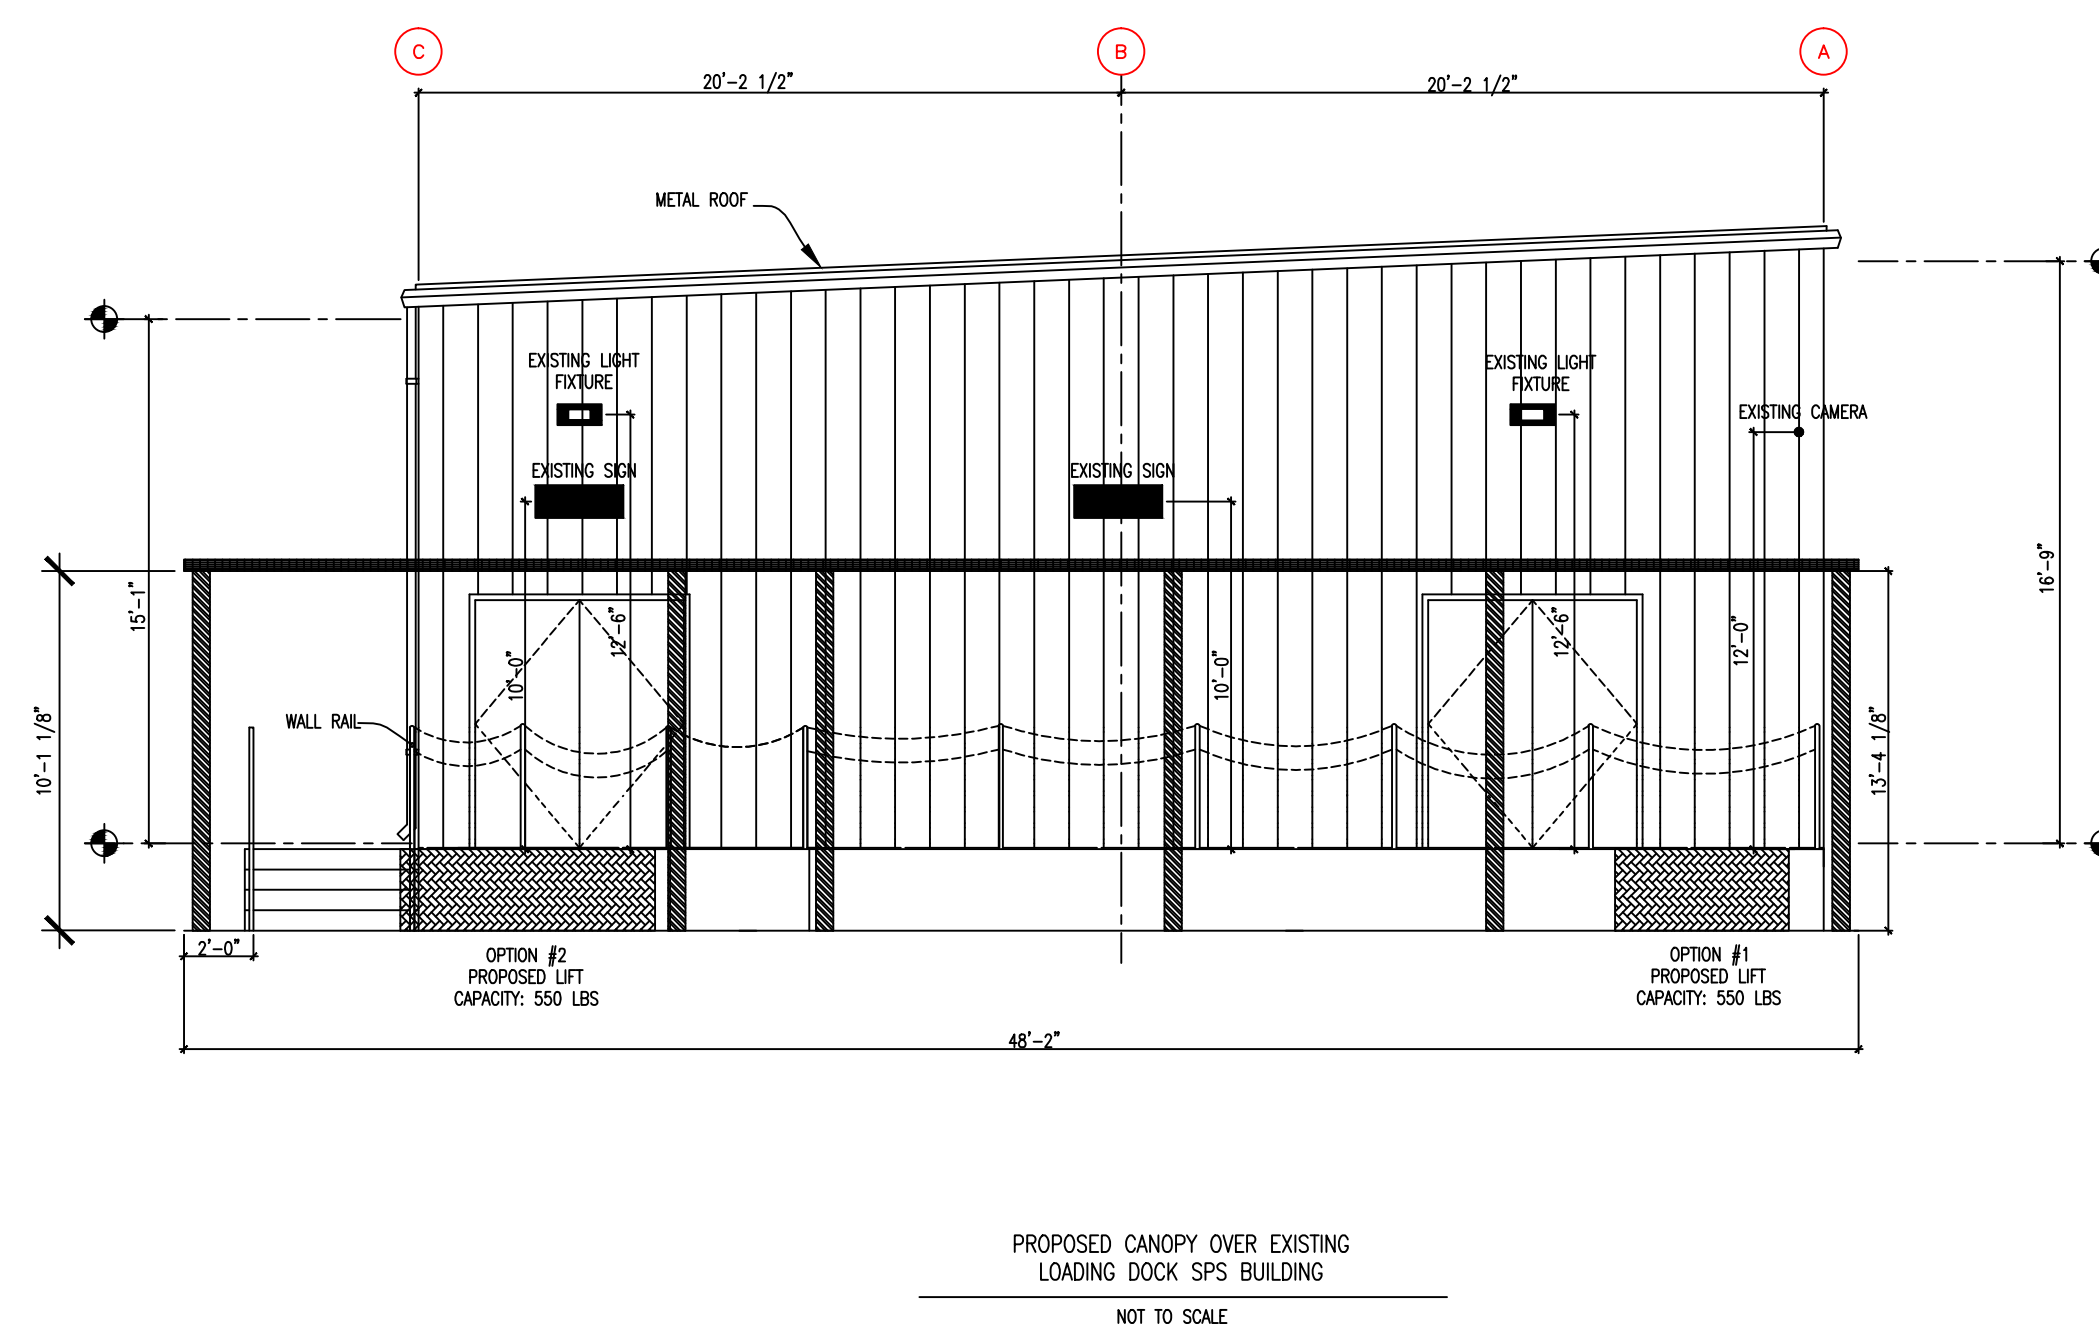 C
B
A
20'-2 1/2"
20'-2 1/2"
METAL ROOF
EXISTING LIGHT
FIXTURE
EXISTING LIGHT
FIXTURE
EXISTING CAMERA
EXISTING SIGN
EXISTING SIGN
15'-1"
16'-9"
10'-0"
12'-6"
10'-0"
12'-6"
12'-0"
WALL RAIL
10'-1 1/8"
13'-4 1/8"
2'-0"
OPTION #2
PROPOSED LIFT
CAPACITY: 550 LBS
OPTION #1
PROPOSED LIFT
CAPACITY: 550 LBS
48'-2"
PROPOSED CANOPY OVER EXISTING
LOADING DOCK SPS BUILDING
NOT TO SCALE